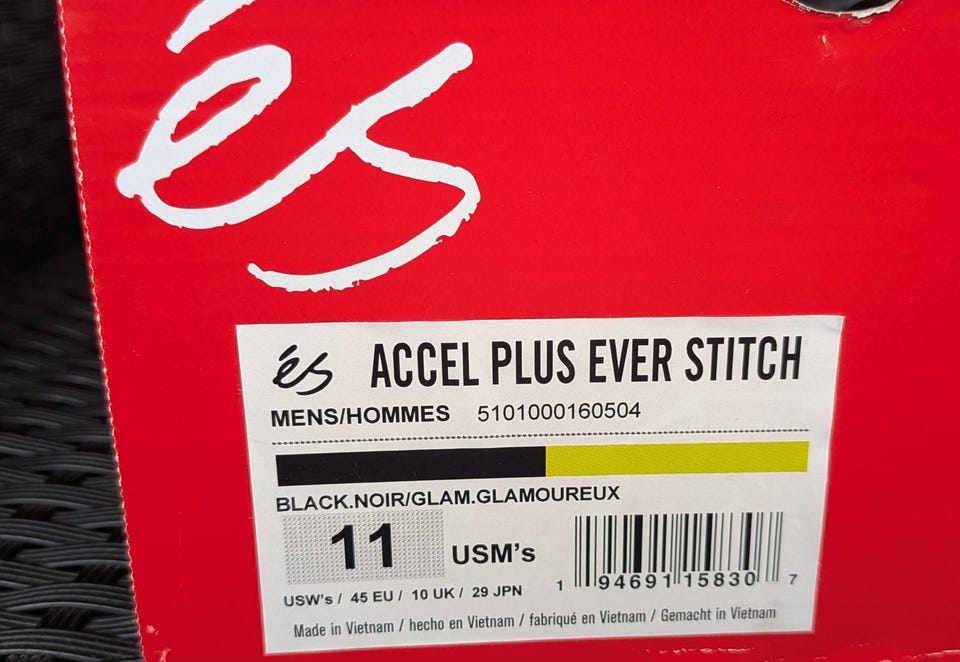 és
és ACCEL PLUS EVER STITCH
MENS/HOMMES 5101000160504
BLACK.NOIR/GLAM.GLAMOUREUX
11 USM's
1 94691 15830 7
USW's / 45 EU / 10 UK / 29 JPN
Made in Vietnam / hecho en Vietnam / fabriqué en Vietnam / Gemacht in Vietnam